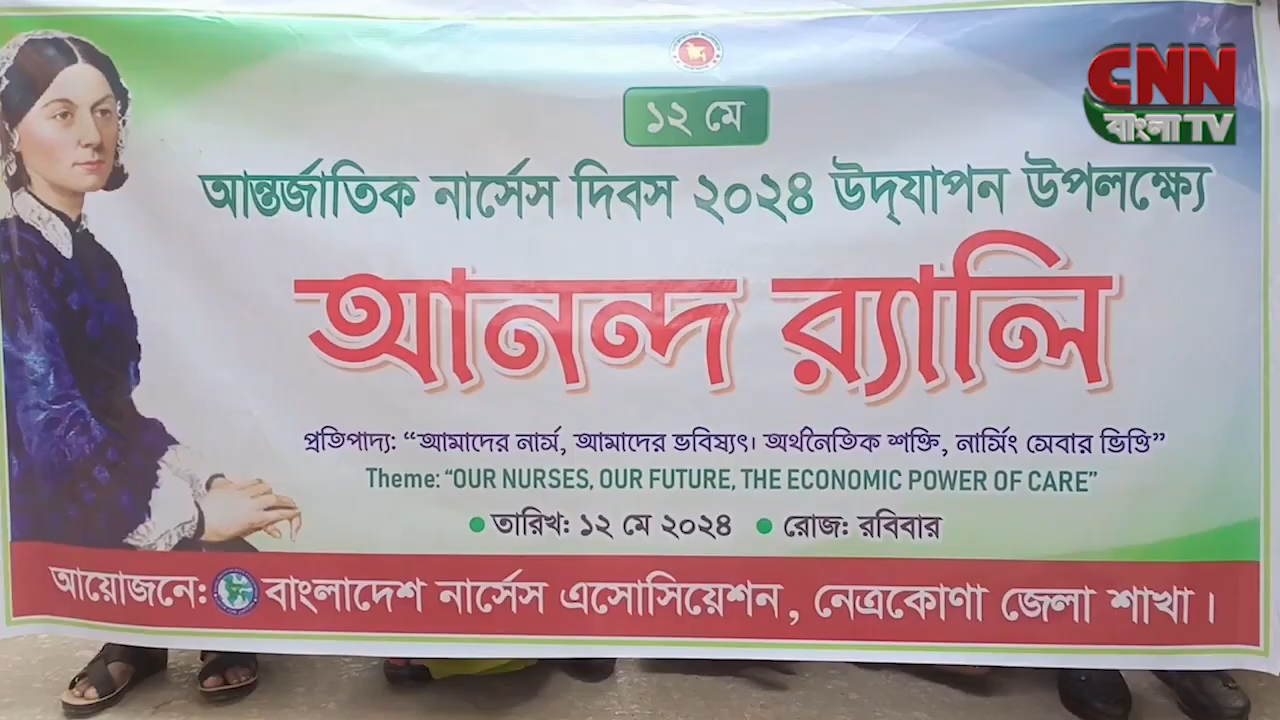 CNN
বাংলা TV
১২ মে
আন্তর্জাতিক নার্সেস দিবস ২০২৪ উদ্‌যাপন উপলক্ষ্যে
আনন্দ র‍্যালি
প্রতিপাদ্য: “আমাদের নার্স, আমাদের ভবিষ্যৎ। অর্থনৈতিক শক্তি, নার্সিং সেবার ভিত্তি”
Theme: “OUR NURSES, OUR FUTURE, THE ECONOMIC POWER OF CARE”
• তারিখ: ১২ মে ২০২৪ • রোজ: রবিবার
আয়োজনে: বাংলাদেশ নার্সেস এসোসিয়েশন, নেত্রকোণা জেলা শাখা।